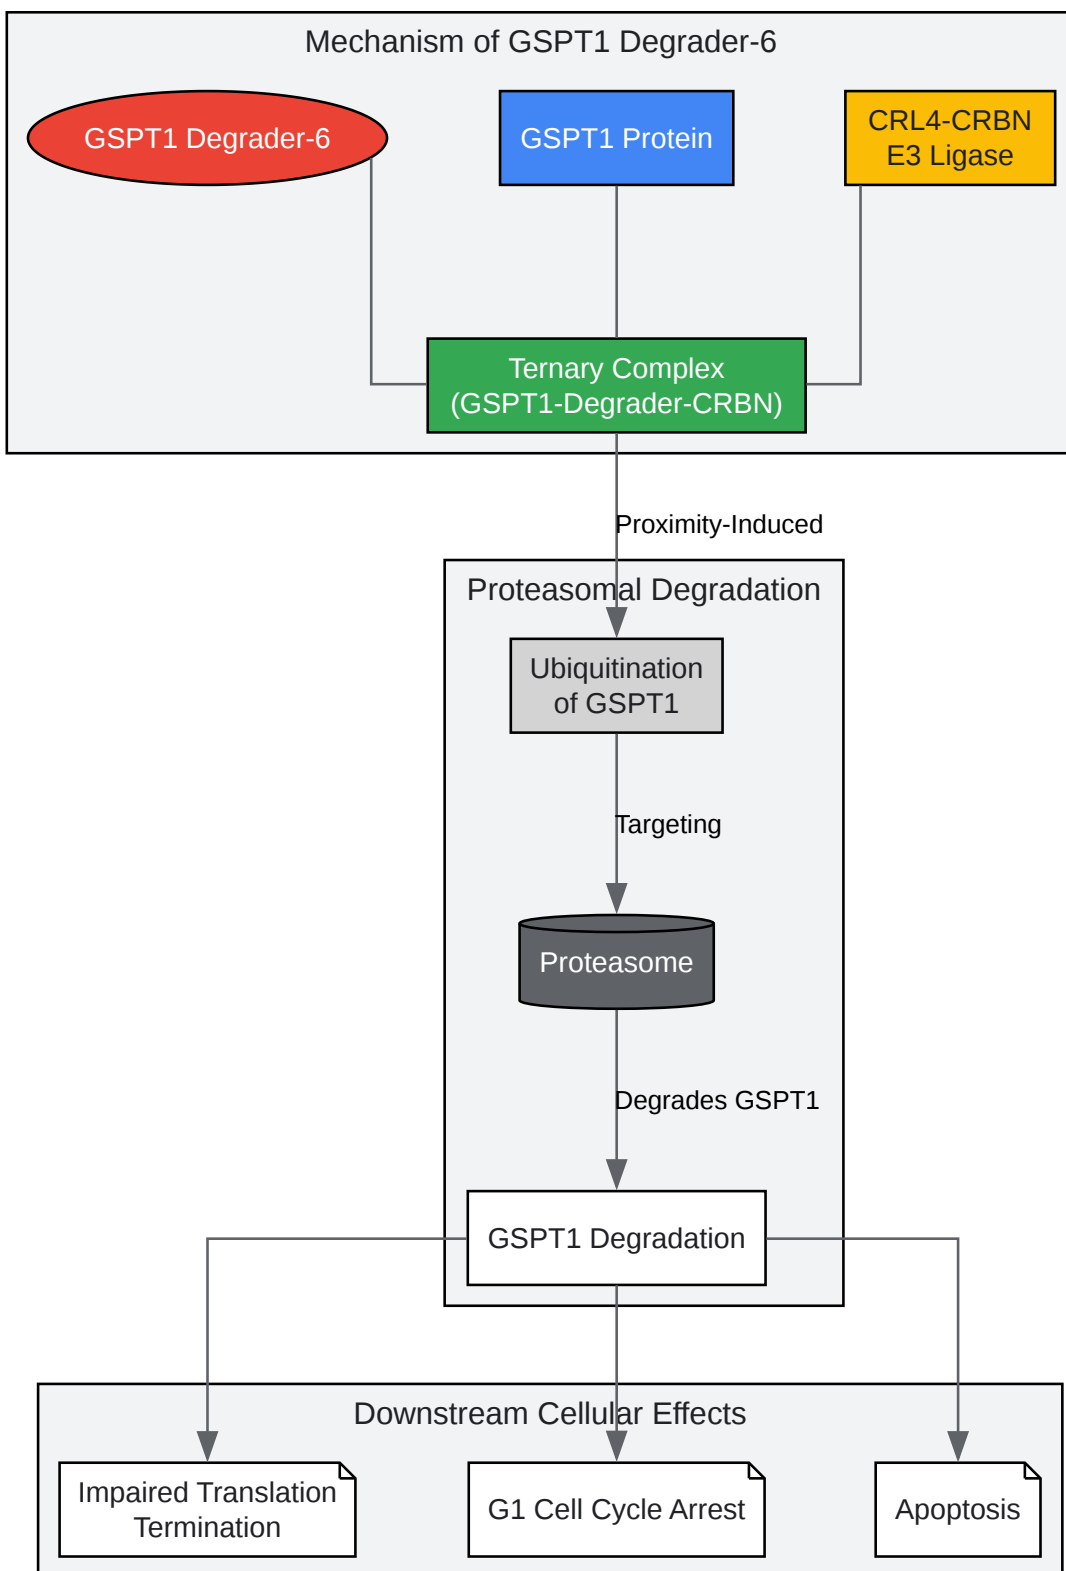 Mechanism of GSPT1 Degrader-6
GSPT1 Degrader-6
GSPT1 Protein
CRL4-CRBN
E3 Ligase
Ternary Complex
(GSPT1-Degrader-CRBN)
Proximity-Induced
Proteasomal Degradation
Ubiquitination
of GSPT1
Targeting
Proteasome
Degrades GSPT1
GSPT1 Degradation
Downstream Cellular Effects
Impaired Translation
Termination
G1 Cell Cycle Arrest
Apoptosis